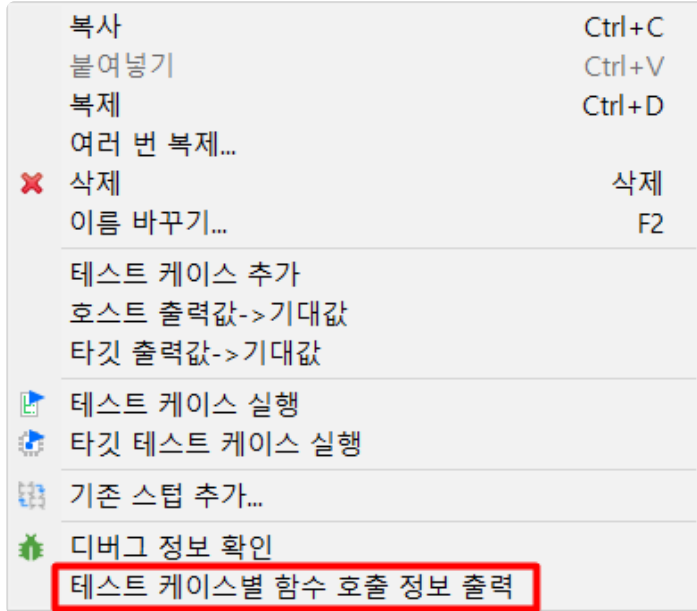 복사 Ctrl+C
붙여넣기 Ctrl+V
복제 Ctrl+D
여러 번 복제...
삭제 삭제
이름 바꾸기... F2
테스트 케이스 추가
호스트 출력값->기대값
타깃 출력값->기대값
테스트 케이스 실행
타깃 테스트 케이스 실행
기존 스텁 추가...
디버그 정보 확인
테스트 케이스별 함수 호출 정보 출력